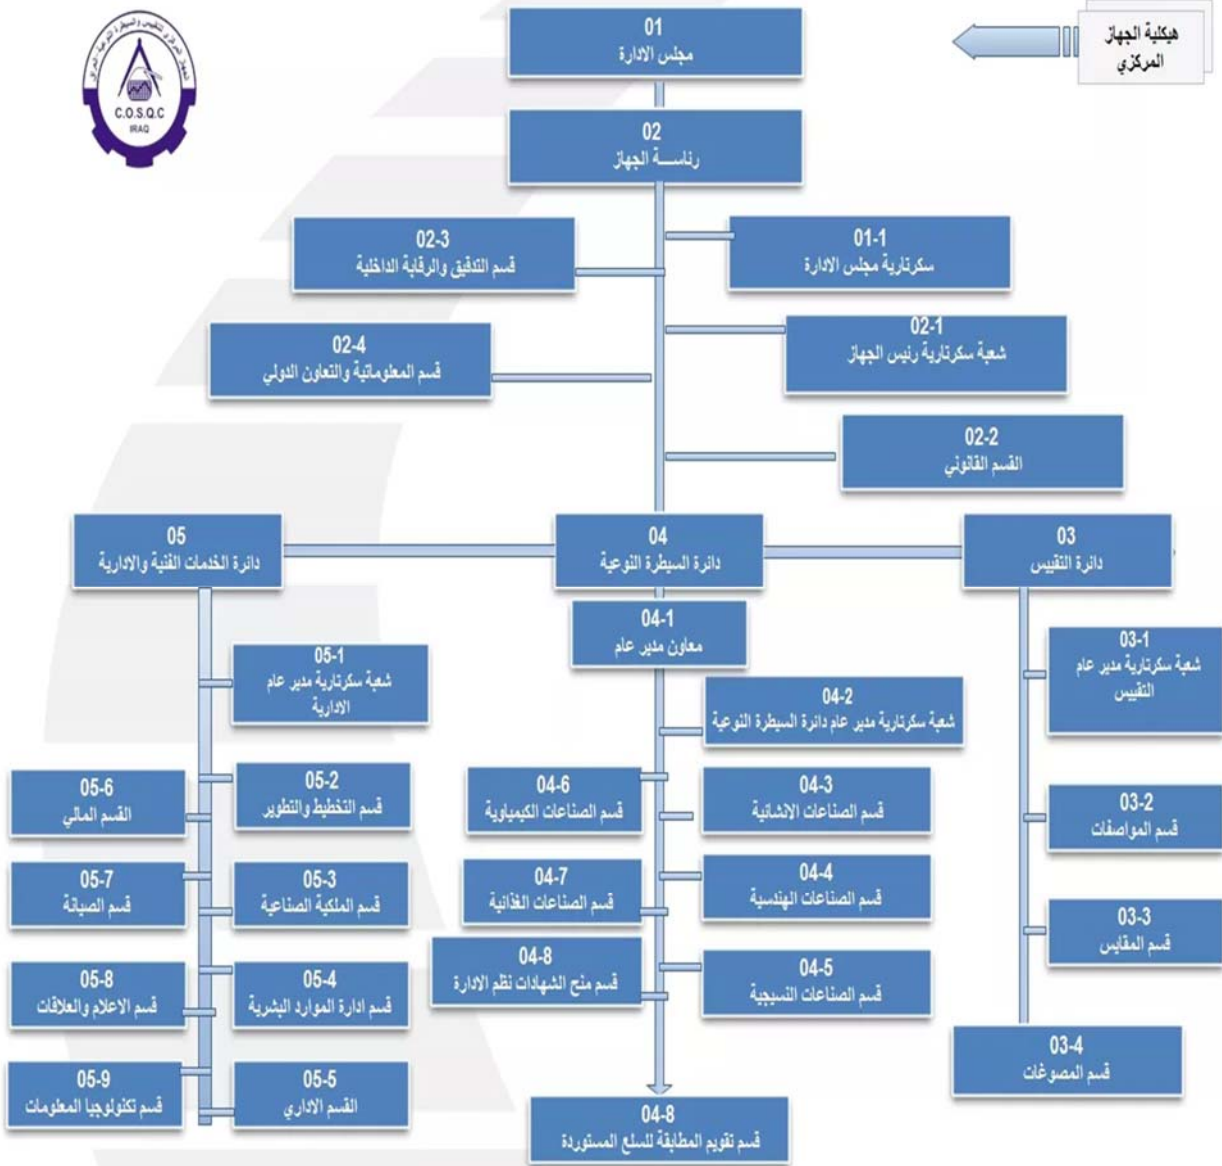 هيكلية الجهاز
المركزي
C.O.S.Q.C
IRAQ
01
مجلس الادارة
02
رئاســـة الجهاز
01-1
سكرتارية مجلس الادارة
02-3
قسم التدقيق والرقابة الداخلية
02-1
شعبة سكرتارية رئيس الجهاز
02-4
قسم المعلوماتية والتعاون الدولي
02-2
القسم القانوني
03
دائرة التقييس
04
دائرة السيطرة النوعية
05
دائرة الخدمات الفنية والادارية
03-1
شعبة سكرتارية مدير عام
التقييس
03-2
قسم المواصفات
03-3
قسم المقايس
03-4
قسم المصوغات
04-1
معاون مدير عام
04-2
شعبة سكرتارية مدير عام دائرة السيطرة النوعية
04-3
قسم الصناعات الانشائية
04-4
قسم الصناعات الهندسية
04-5
قسم الصناعات النسيجية
04-6
قسم الصناعات الكيمياوية
04-7
قسم الصناعات الغذائية
04-8
قسم منح الشهادات نظم الادارة
04-8
قسم تقويم المطابقة للسلع المستوردة
05-1
شعبة سكرتارية مدير عام
الادارية
05-2
قسم التخطيط والتطوير
05-3
قسم الملكية الصناعية
05-4
قسم ادارة الموارد البشرية
05-5
القسم الاداري
05-6
القسم المالي
05-7
قسم الصيانة
05-8
قسم الاعلام والعلاقات
05-9
قسم تكنولوجيا المعلومات